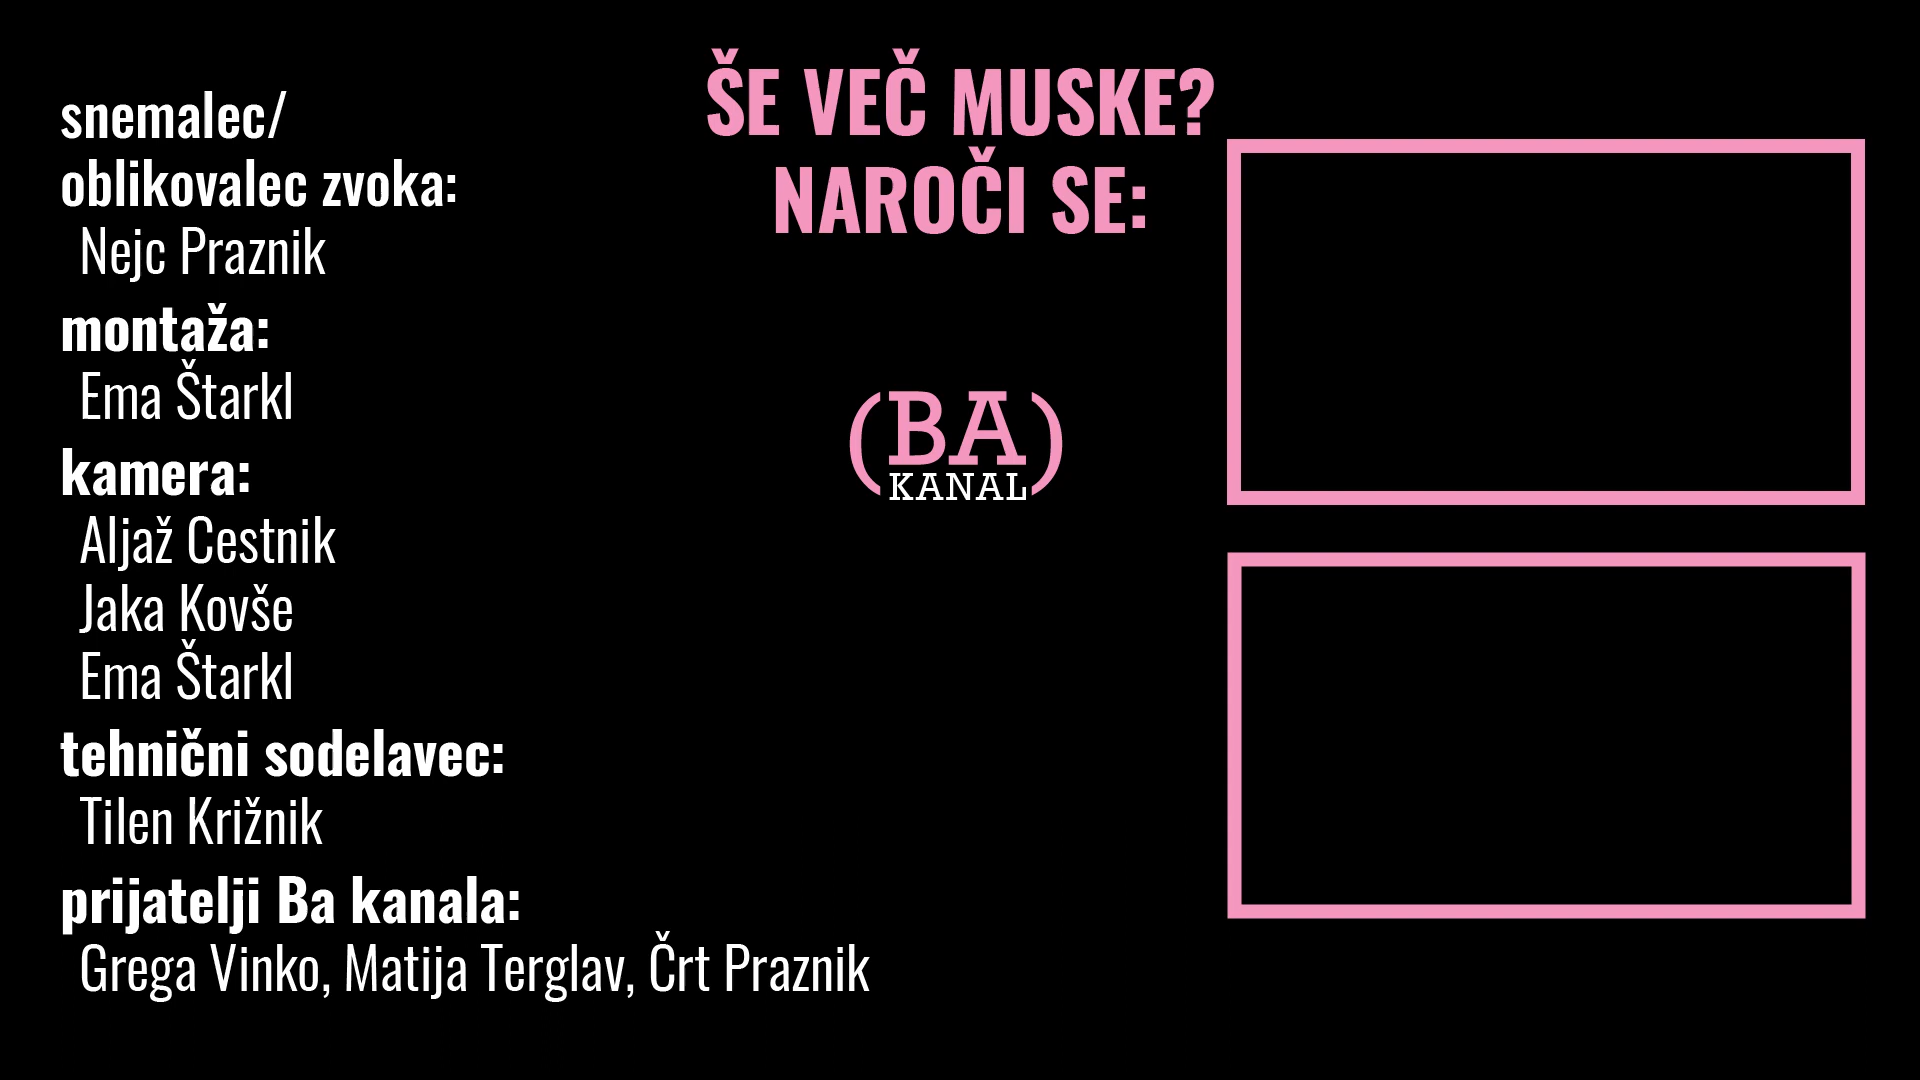 snemalec/
oblikovalec zvoka:
Nejc Praznik
montaža:
Ema Štarkl
kamera:
Aljaž Cestnik
Jaka Kovše
Ema Štarkl
tehnični sodelavec:
Tilen Križnik
prijatelji Ba kanala:
Grega Vinko, Matija Terglav, Črt Praznik
ŠE VEČ MUSKE?
NAROČI SE:
(BA)
KANAL